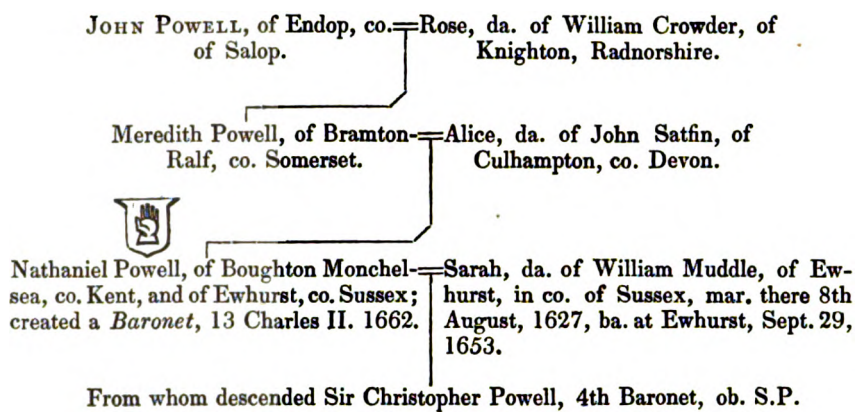 JOHN POWELL, of Endop, co. of Salop.
Rose, da. of William Crowder, of Knighton, Radnorshire.
Meredith Powell, of Bramton-Ralf, co. Somerset.
Alice, da. of John Satfin, of Culhampton, co. Devon.
Nathaniel Powell, of Boughton Monchel-
sea, co. Kent, and of Ewhurst, co. Sussex;
created a Baronet, 13 Charles II. 1662.
Sarah, da. of William Muddle, of Ew-
hurst, in co. of Sussex, mar. there 8th
August, 1627, ba. at Ewhurst, Sept. 29,
1653.
From whom descended Sir Christopher Powell, 4th Baronet, ob. S.P.